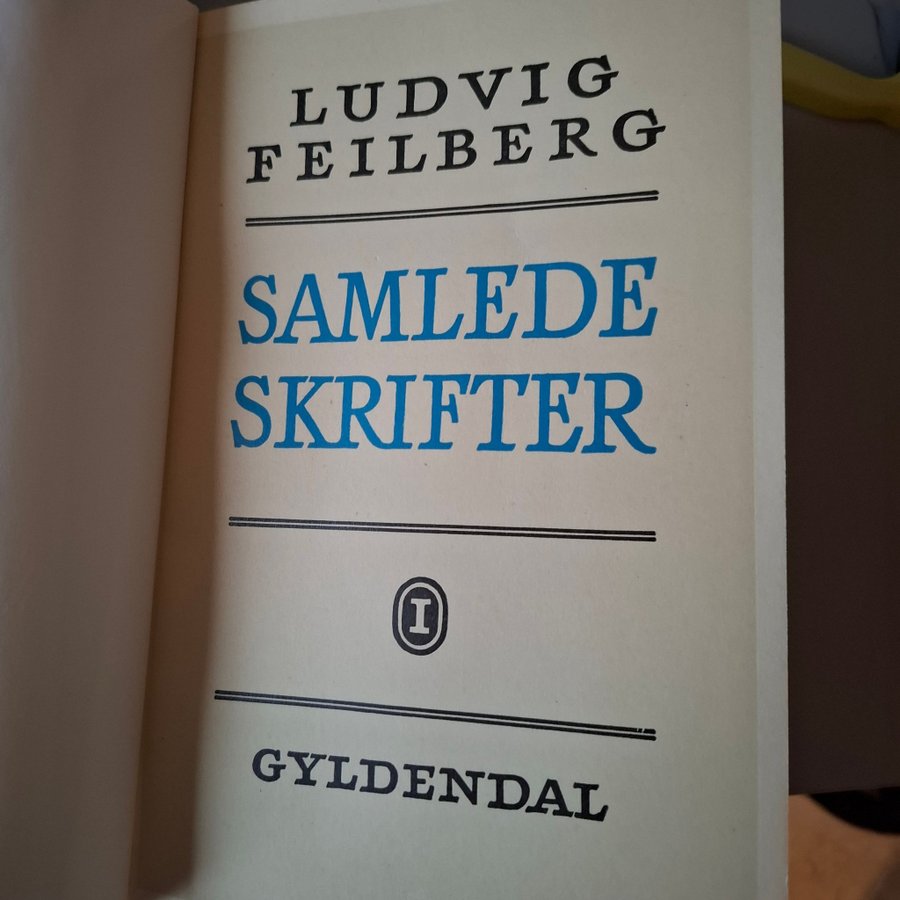 LUDVIG
FEILBERG
SAMLEDE
SKRIFTER
I
GYLDENDAL